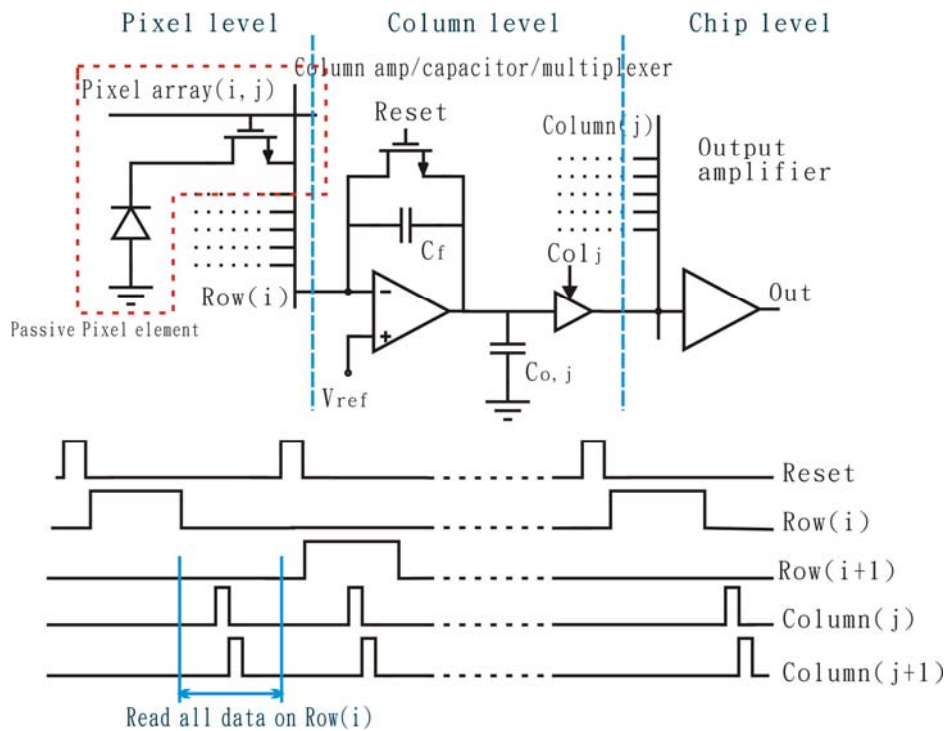 Pixel level
Column level
Chip level
Column amp/capacitor/multiplexer
Pixel array(i,j)
Reset
Column(j)
Output
amplifier
Cf
Colj
Row(i)
Out
Passive Pixel element
Vref
Co,j
Reset
Row(i)
Row(i+1)
Column(j)
Column(j+1)
Read all data on Row(i)